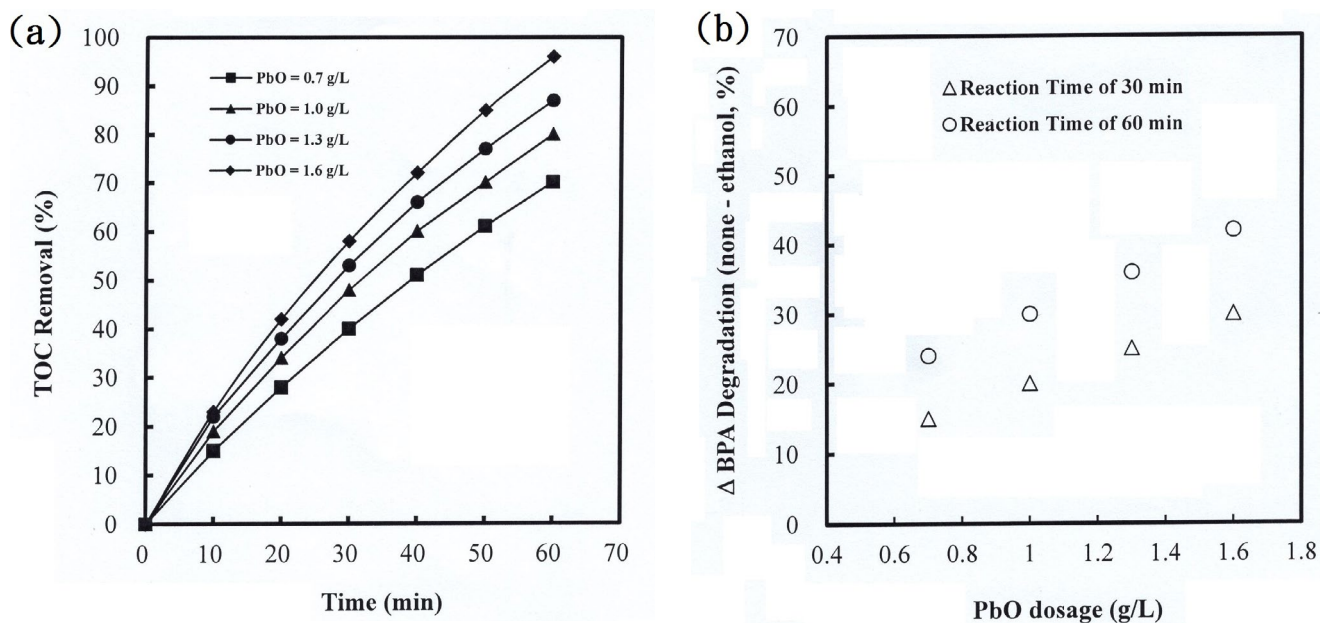 (a)
100
90
80
70
60
50
40
30
20
10
0
TOC Removal (%)
PbO = 0.7 g/L
PbO = 1.0 g/L
PbO = 1.3 g/L
PbO = 1.6 g/L
0 10 20 30 40 50 60 70
Time (min)
(b)
70
60
50
40
30
20
10
0
Δ BPA Degradation (none - ethanol, %)
Reaction Time of 30 min
Reaction Time of 60 min
0.4 0.6 0.8 1 1.2 1.4 1.6 1.8
PbO dosage (g/L)